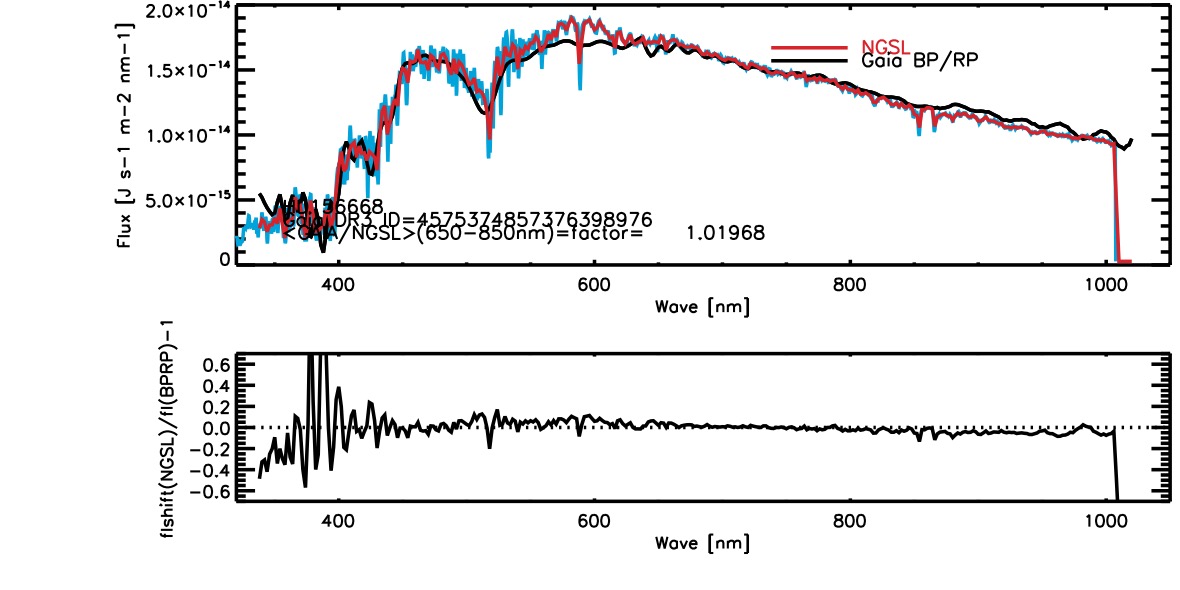 2.0×10⁻¹⁴
1.5×10⁻¹⁴
1.0×10⁻¹⁴
5.0×10⁻¹⁵
0
Flux [J s−1 m−2 nm−1]
NGSL
Gaia BP/RP
Gaia DR3 ID=4575374857376398976
<GAIA/NGSL>(650−850nm)=factor= 1.01968
400 600 800 1000
Wave [nm]
flshift(NGSL)/fl(BPRP)−1
0.6
0.4
0.2
0.0
−0.2
−0.4
−0.6
400 600 800 1000
Wave [nm]